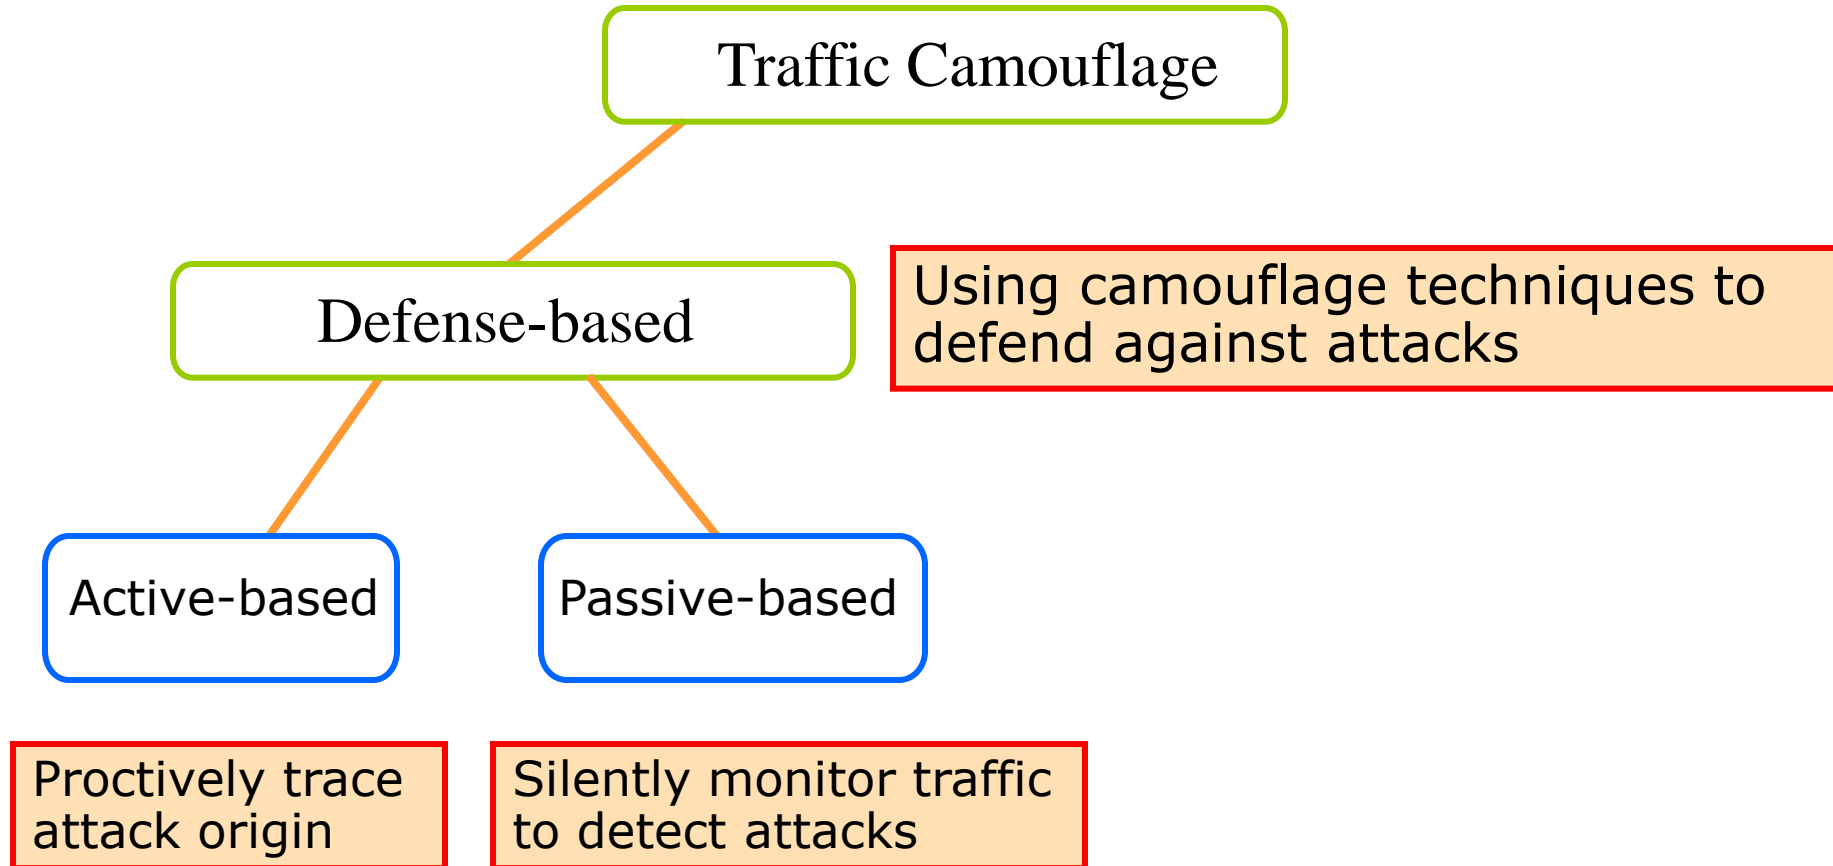 Traffic Camouflage
Defense-based
Using camouflage techniques to
defend against attacks
Active-based
Passive-based
Proctively trace
attack origin
Silently monitor traffic
to detect attacks